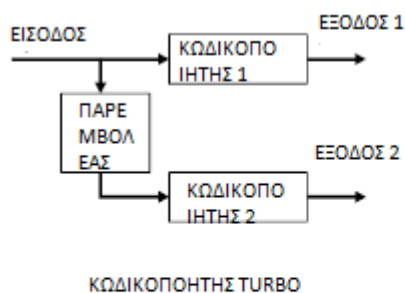 ΕΙΣΟΔΟΣ
ΚΩΔΙΚΟΠΟ
ΙΗΤΗΣ 1
ΕΞΟΔΟΣ 1
ΠΑΡΕ
ΜΒΟΛ
ΕΑΣ
ΚΩΔΙΚΟΠΟ
ΙΗΤΗΣ 2
ΕΞΟΔΟΣ 2
ΚΩΔΙΚΟΠΟΗΤΗΣ TURBO